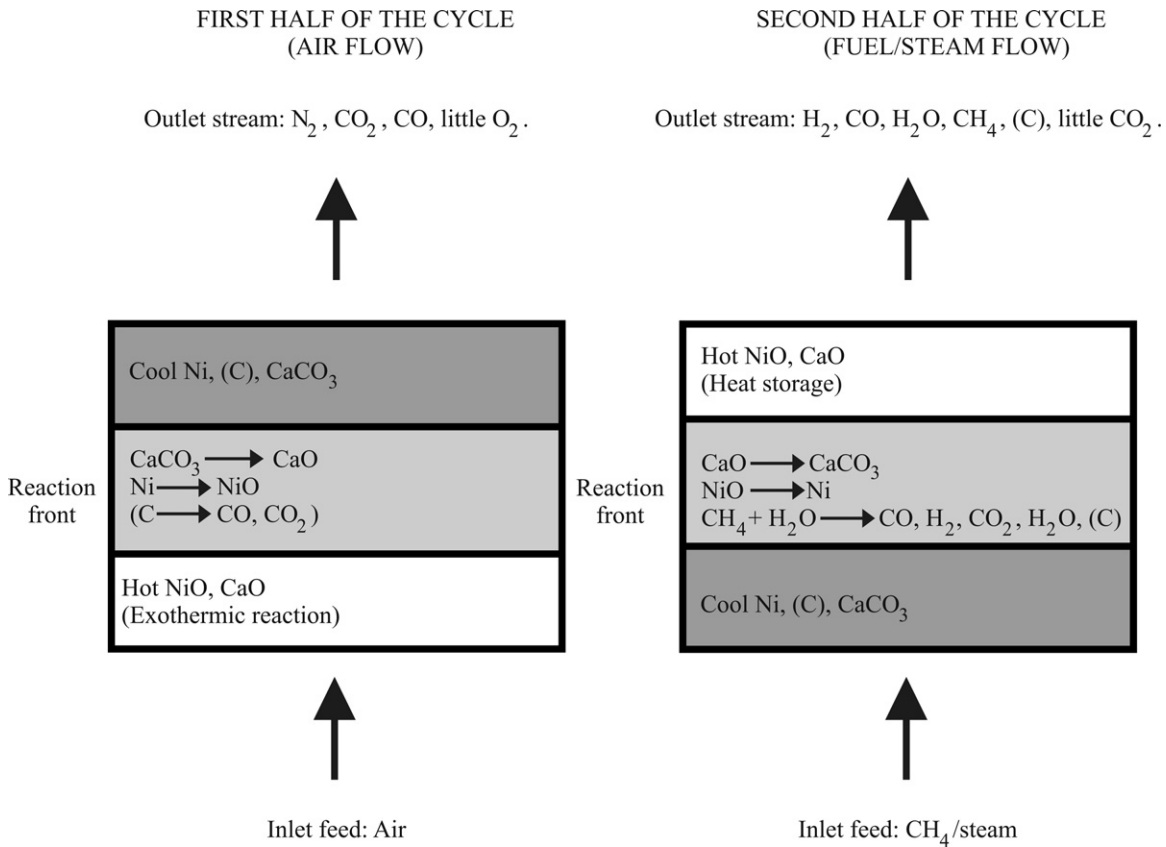 FIRST HALF OF THE CYCLE
(AIR FLOW)
Outlet stream: N₂, CO₂, CO, little O₂.
Cool Ni, (C), CaCO₃
Reaction
front
CaCO₃ → CaO
Ni → NiO
(C → CO, CO₂)
Hot NiO, CaO
(Exothermic reaction)
Inlet feed: Air
SECOND HALF OF THE CYCLE
(FUEL/STEAM FLOW)
Outlet stream: H₂, CO, H₂O, CH₄, (C), little CO₂.
Hot NiO, CaO
(Heat storage)
Reaction
front
CaO → CaCO₃
NiO → Ni
CH₄ + H₂O → CO, H₂, CO₂, H₂O, (C)
Cool Ni, (C), CaCO₃
Inlet feed: CH₄/steam